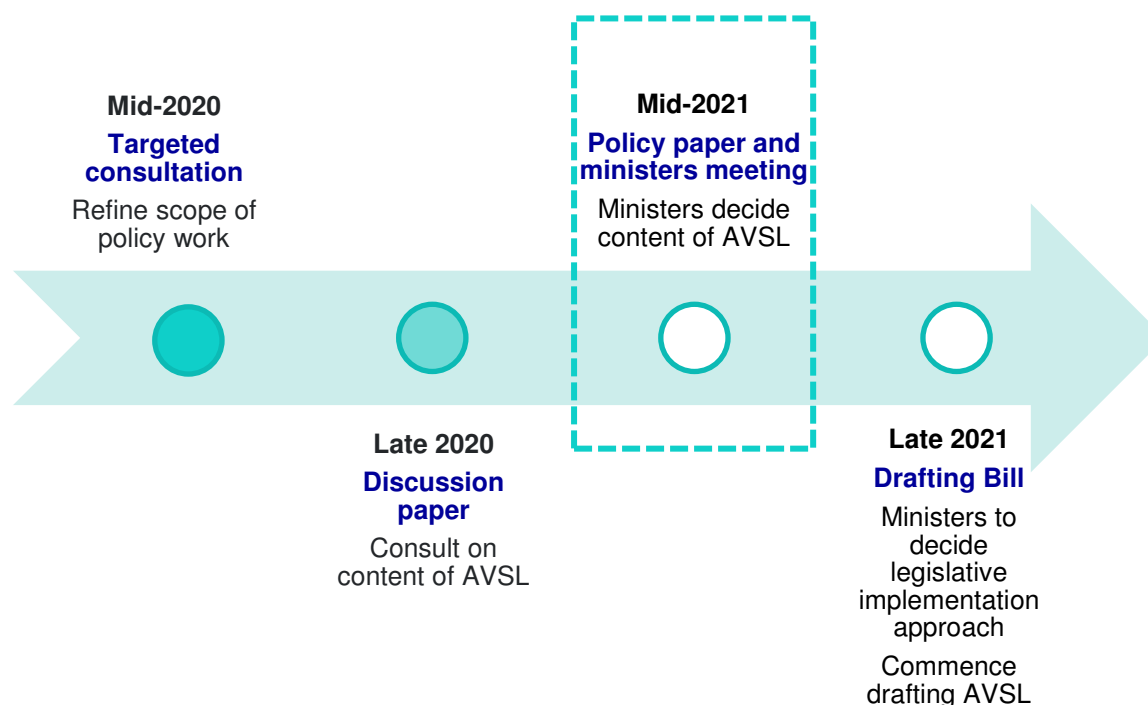 Mid-2020
Targeted
consultation
Refine scope of
policy work
Late 2020
Discussion
paper
Consult on
content of AVSL
Mid-2021
Policy paper and
ministers meeting
Ministers decide
content of AVSL
Late 2021
Drafting Bill
Ministers to
decide
legislative
implementation
approach
Commence
drafting AVSL